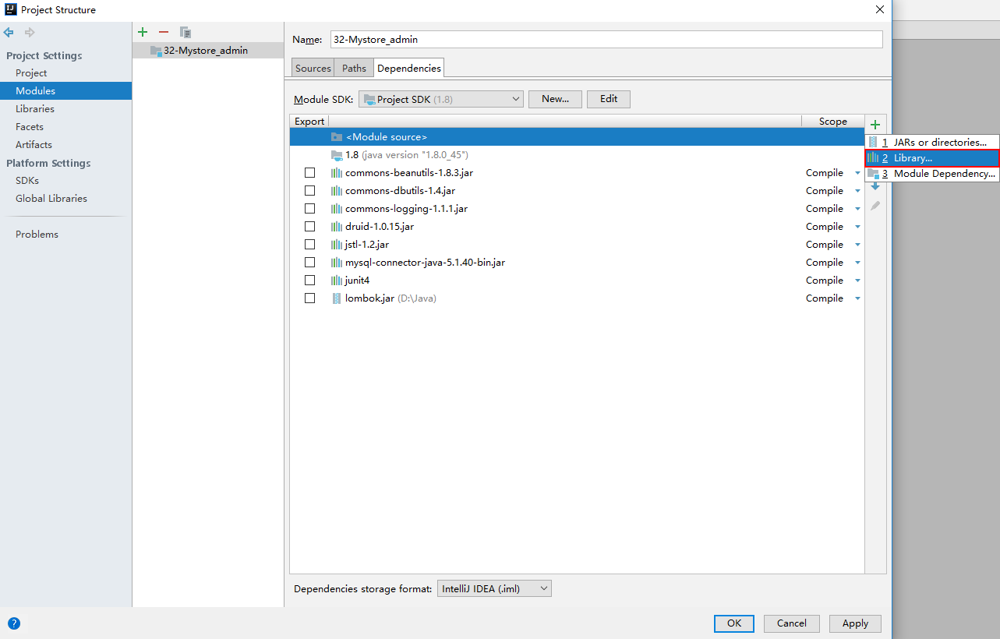 Project Structure
Project Settings
Project
Modules
Libraries
Facets
Artifacts
Platform Settings
SDKs
Global Libraries
Problems
32-Mystore_admin
Name: 32-Mystore_admin
Sources Paths Dependencies
Module SDK: Project SDK (1.8) New... Edit
Export Scope
<Module source>
1.8 (java version "1.8.0_45")
commons-beanutils-1.8.3.jar Compile
commons-dbutils-1.4.jar Compile
commons-logging-1.1.1.jar Compile
druid-1.0.15.jar Compile
jstl-1.2.jar Compile
mysql-connector-java-5.1.40-bin.jar Compile
junit4 Compile
lombok.jar (D:\Java) Compile
1 JARs or directories...
2 Library...
3 Module Dependency...
Dependencies storage format: IntelliJ IDEA (.iml)
? OK Cancel Apply